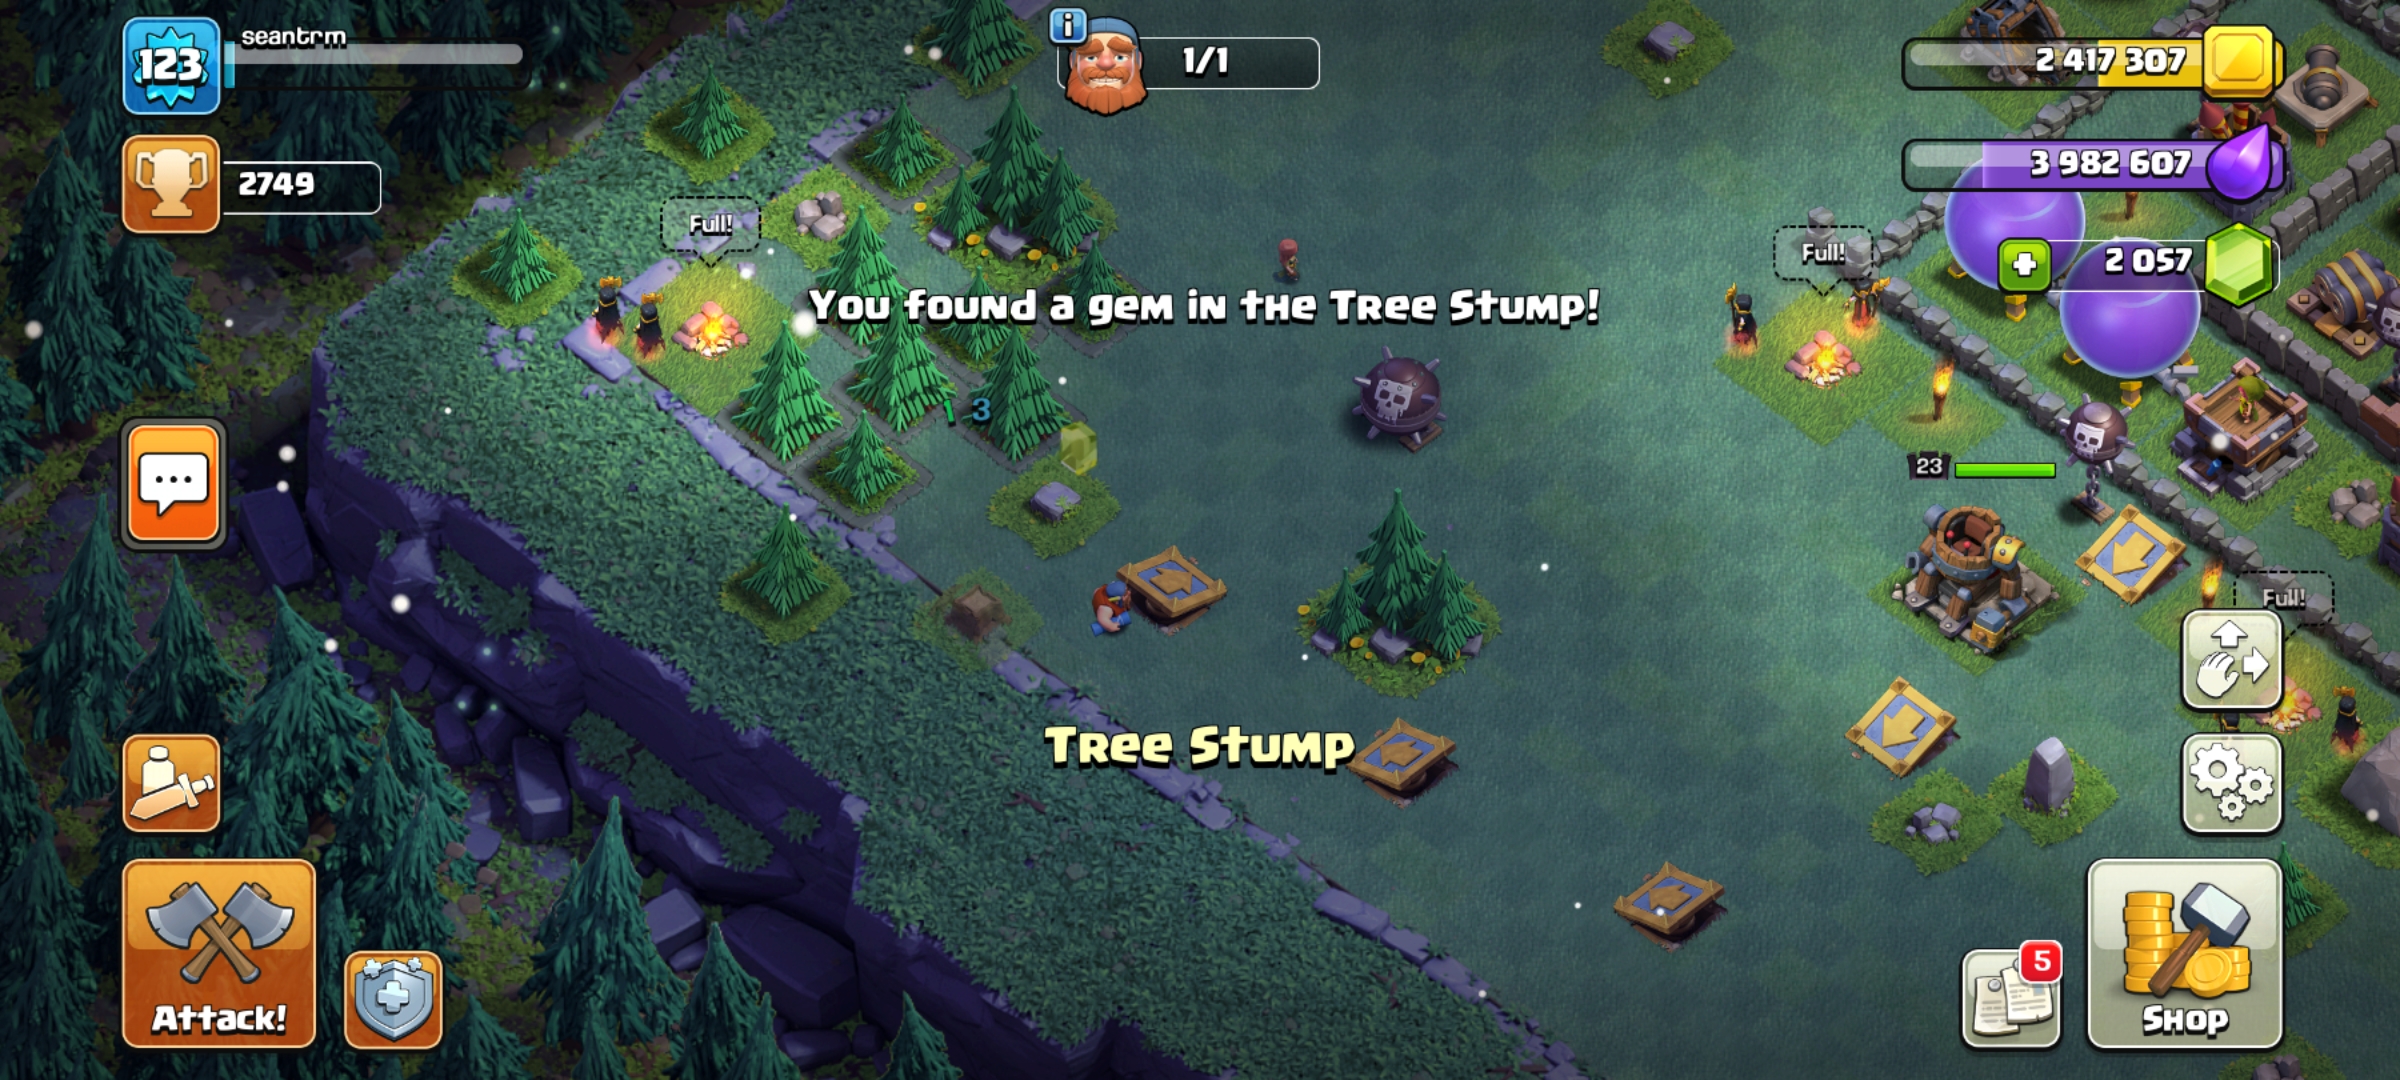 seantrm
123
i
1/1
2 417 307
3 982 607
2749
Full!
Full!
2 057
You found a gem in the Tree Stump!
1 3
23
Full!
Tree Stump
5
Attack!
Shop